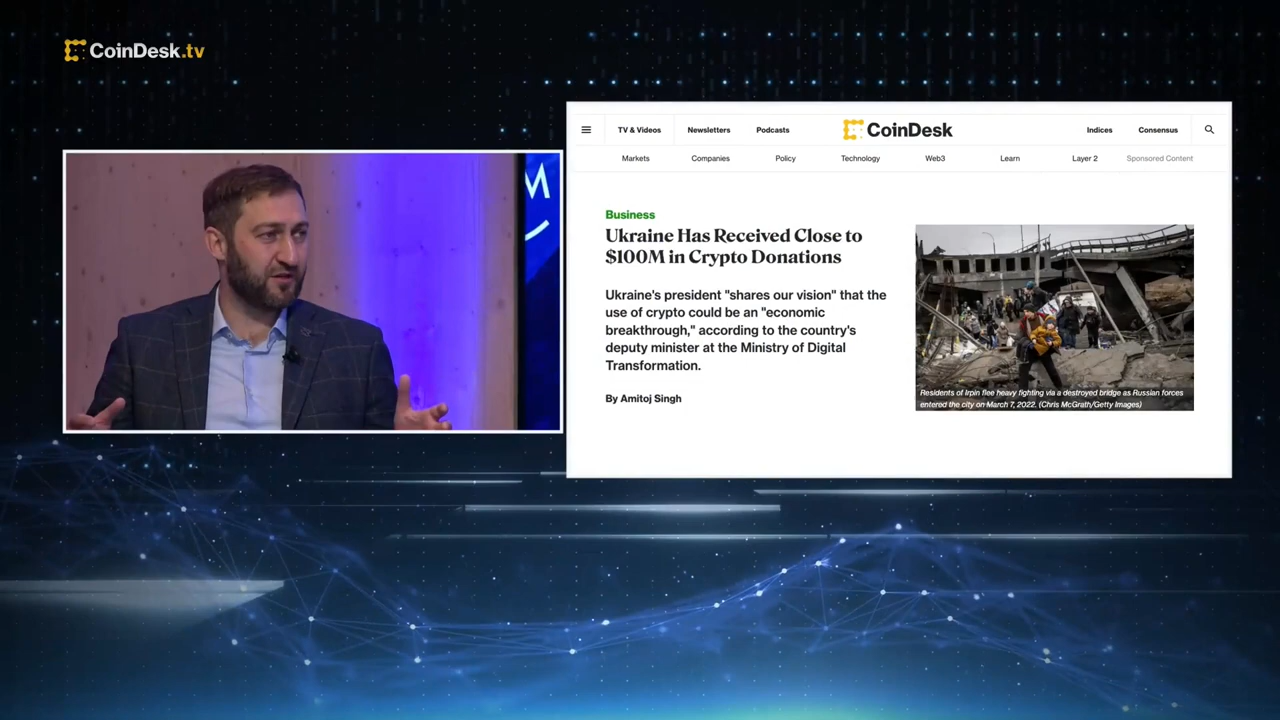 CoinDesk.tv
M
TV & Videos
Newsletters
Podcasts
CoinDesk
Indices
Consensus
Markets
Companies
Policy
Technology
Web3
Learn
Layer 2
Sponsored Content
Business
Ukraine Has Received Close to
$100M in Crypto Donations
Ukraine's president "shares our vision" that the
use of crypto could be an "economic
breakthrough," according to the country's
deputy minister at the Ministry of Digital
Transformation.
By Amitoj Singh
Residents of Irpin flee heavy fighting via a destroyed bridge as Russian forces
entered the city on March 7, 2022. (Chris McGrath/Getty Images)